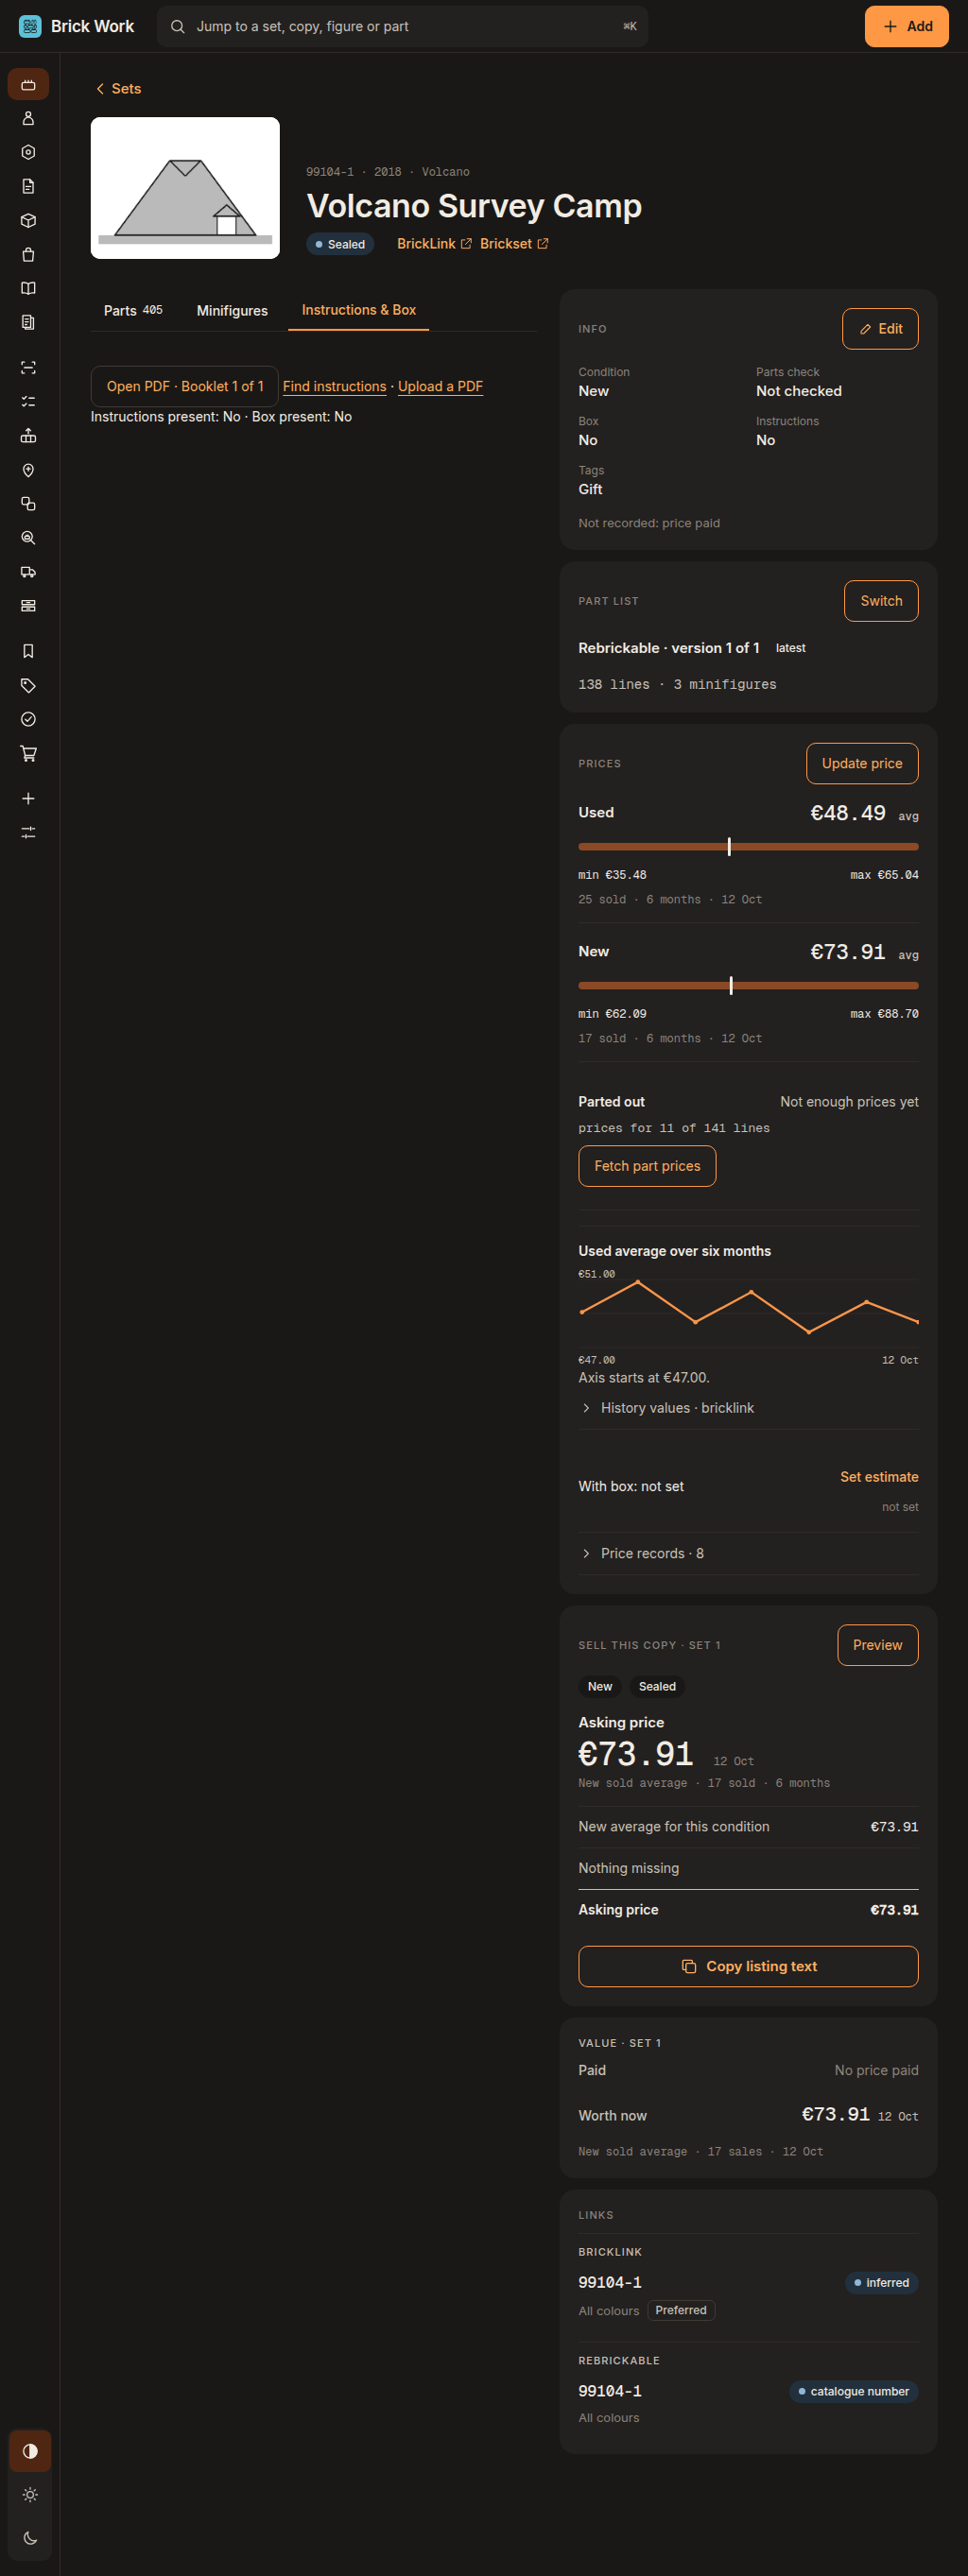 Brick Work
Jump to a set, copy, figure or part
⌘K
Add
Sets
99104-1 · 2018 · Volcano
Volcano Survey Camp
Sealed
BrickLink
Brickset
Parts 405
Minifigures
Instructions & Box
Open PDF · Booklet 1 of 1
Find instructions · Upload a PDF
Instructions present: No · Box present: No
INFO
Edit
Condition
New
Parts check
Not checked
Box
No
Instructions
No
Tags
Gift
Not recorded: price paid
PART LIST
Switch
Rebrickable · version 1 of 1 latest
138 lines · 3 minifigures
PRICES
Update price
Used
€48.49 avg
min €35.48
max €65.04
25 sold · 6 months · 12 Oct
New
€73.91 avg
min €62.09
max €88.70
17 sold · 6 months · 12 Oct
Parted out
Not enough prices yet
prices for 11 of 141 lines
Fetch part prices
Used average over six months
€51.00
€47.00
12 Oct
Axis starts at €47.00.
History values · bricklink
With box: not set
Set estimate
not set
Price records · 8
SELL THIS COPY · SET 1
Preview
New
Sealed
Asking price
€73.91 12 Oct
New sold average · 17 sold · 6 months
New average for this condition
€73.91
Nothing missing
Asking price
€73.91
Copy listing text
VALUE · SET 1
Paid
No price paid
Worth now
€73.91 12 Oct
New sold average · 17 sales · 12 Oct
LINKS
BRICKLINK
99104-1
inferred
All colours Preferred
REBRICKABLE
99104-1
catalogue number
All colours